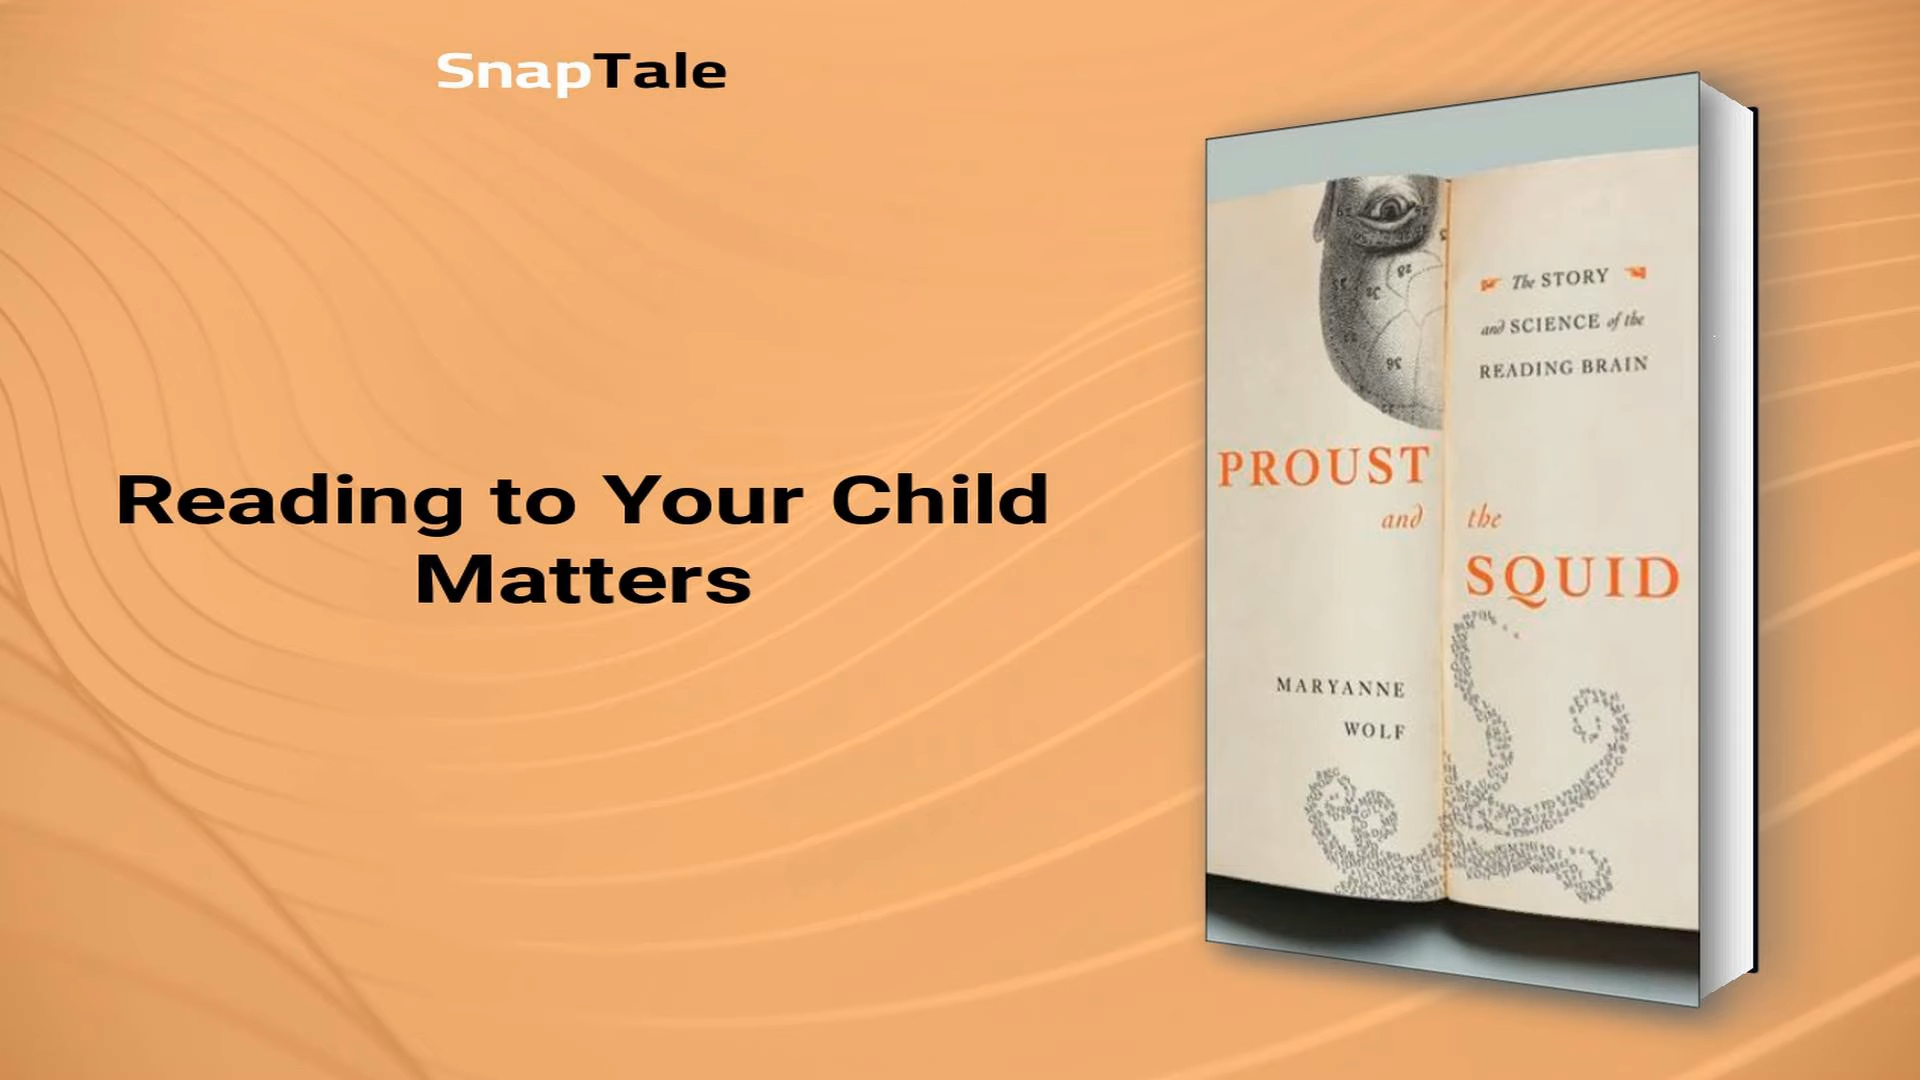 SnapTale
Reading to Your Child
Matters
The STORY
and SCIENCE of the
READING BRAIN
PROUST
and the
SQUID
MARYANNE
WOLF